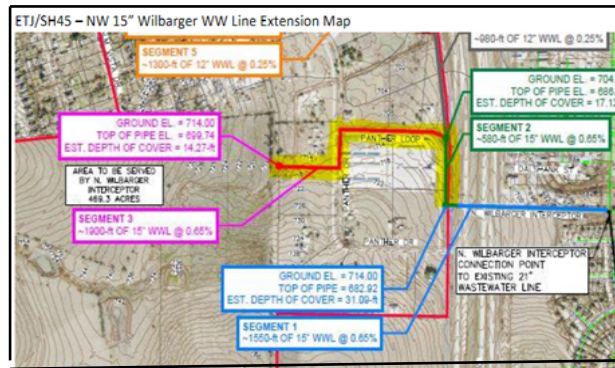 ETJ/SH45 – NW 15” Wilbarger WW Line Extension Map
SEGMENT 5
~1300-ft OF 12" WWL @ 0.25%
~980-ft OF 12" WWL @ 0.25%
GROUND EL. = 714.00
TOP OF PIPE EL. = 699.74
EST. DEPTH OF COVER = 14.27-ft
GROUND EL. = 704.
TOP OF PIPE EL. = 686.
EST. DEPTH OF COVER = 17.12
PANTHER LOOP
SEGMENT 2
~580-ft OF 15" WWL @ 0.65%
AREA TO BE SERVED
BY N. WILBARGER
INTERCEPTOR
469.3 ACRES
SEGMENT 3
~1900-ft OF 15" WWL @ 0.65%
N. WILBARGER INTERCEPTOR
PANTHER DR
GROUND EL. = 714.00
TOP OF PIPE = 682.92
EST. DEPTH OF COVER = 31.09-ft
N. WILBARGER INTERCEPTOR
CONNECTION POINT
TO EXISTING 21"
WASTEWATER LINE
SEGMENT 1
~1550-ft OF 15" WWL @ 0.65%